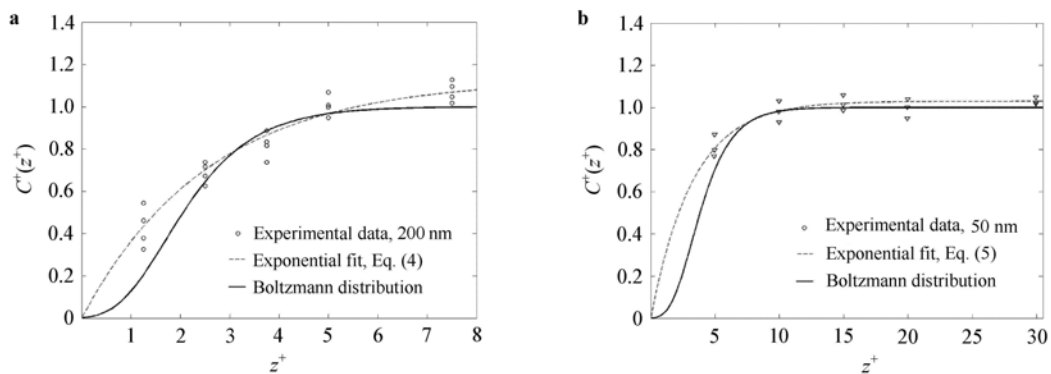 a
1.4
1.2
1.0
0.8
0.6
0.4
0.2
0
C⁺(z⁺)
Experimental data, 200 nm
Exponential fit, Eq. (4)
Boltzmann distribution
1 2 3 4 5 6 7 8
z⁺
b
1.4
1.2
1.0
0.8
0.6
0.4
0.2
0
C⁺(z⁺)
Experimental data, 50 nm
Exponential fit, Eq. (5)
Boltzmann distribution
5 10 15 20 25 30
z⁺